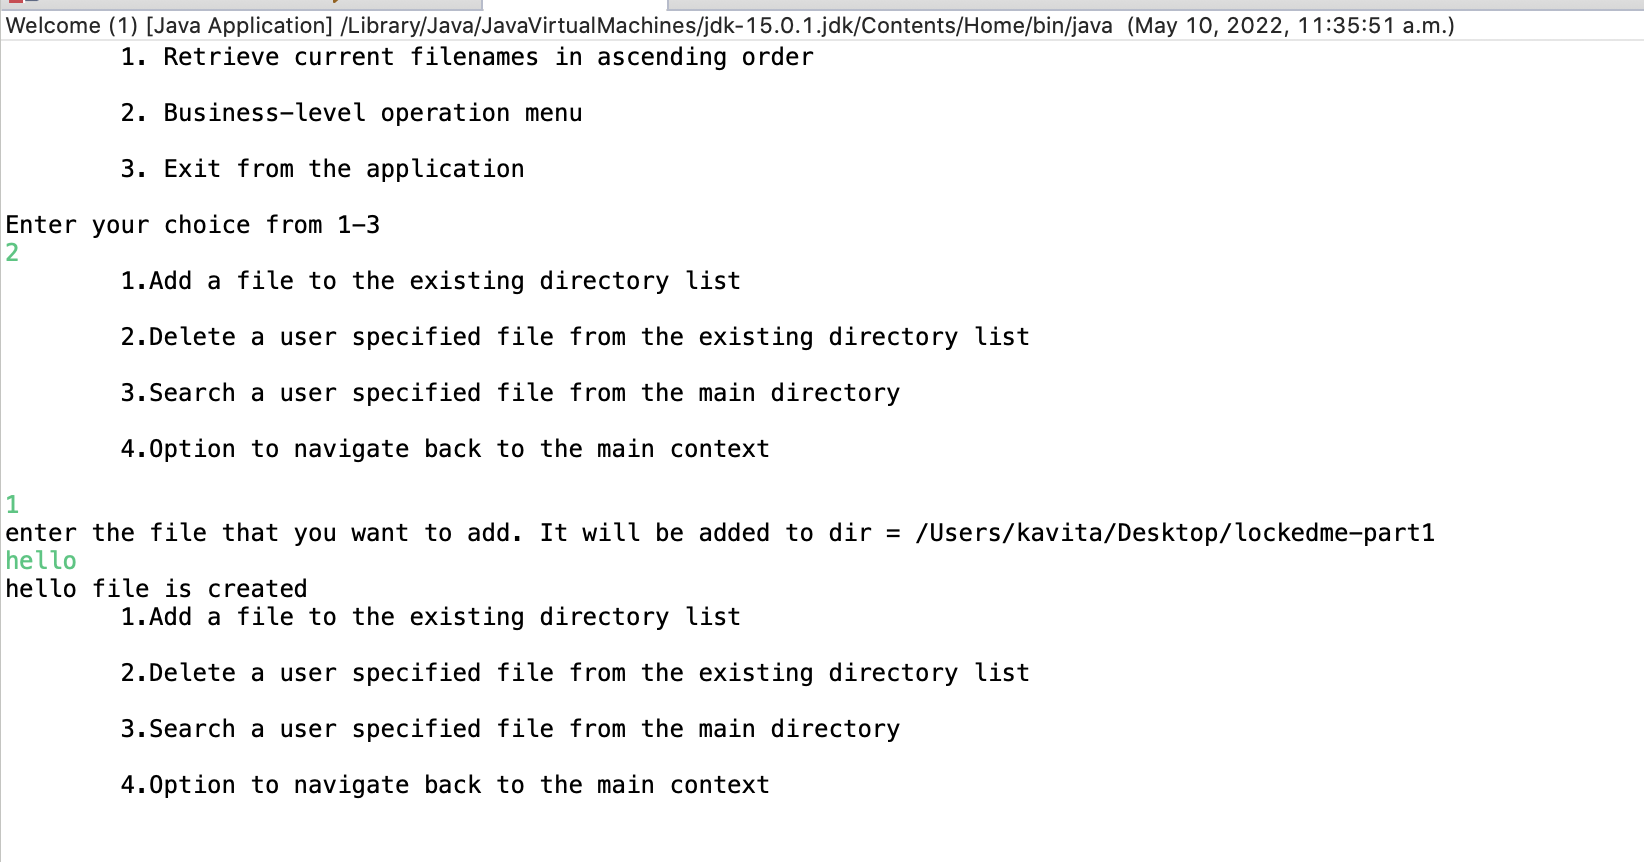 Welcome (1) [Java Application] /Library/Java/JavaVirtualMachines/jdk-15.0.1.jdk/Contents/Home/bin/java  (May 10, 2022, 11:35:51 a.m.)
1. Retrieve current filenames in ascending order
2. Business-level operation menu
3. Exit from the application
Enter your choice from 1-3
2
1.Add a file to the existing directory list
2.Delete a user specified file from the existing directory list
3.Search a user specified file from the main directory
4.Option to navigate back to the main context
1
enter the file that you want to add. It will be added to dir = /Users/kavita/Desktop/lockedme-part1
hello
hello file is created
1.Add a file to the existing directory list
2.Delete a user specified file from the existing directory list
3.Search a user specified file from the main directory
4.Option to navigate back to the main context